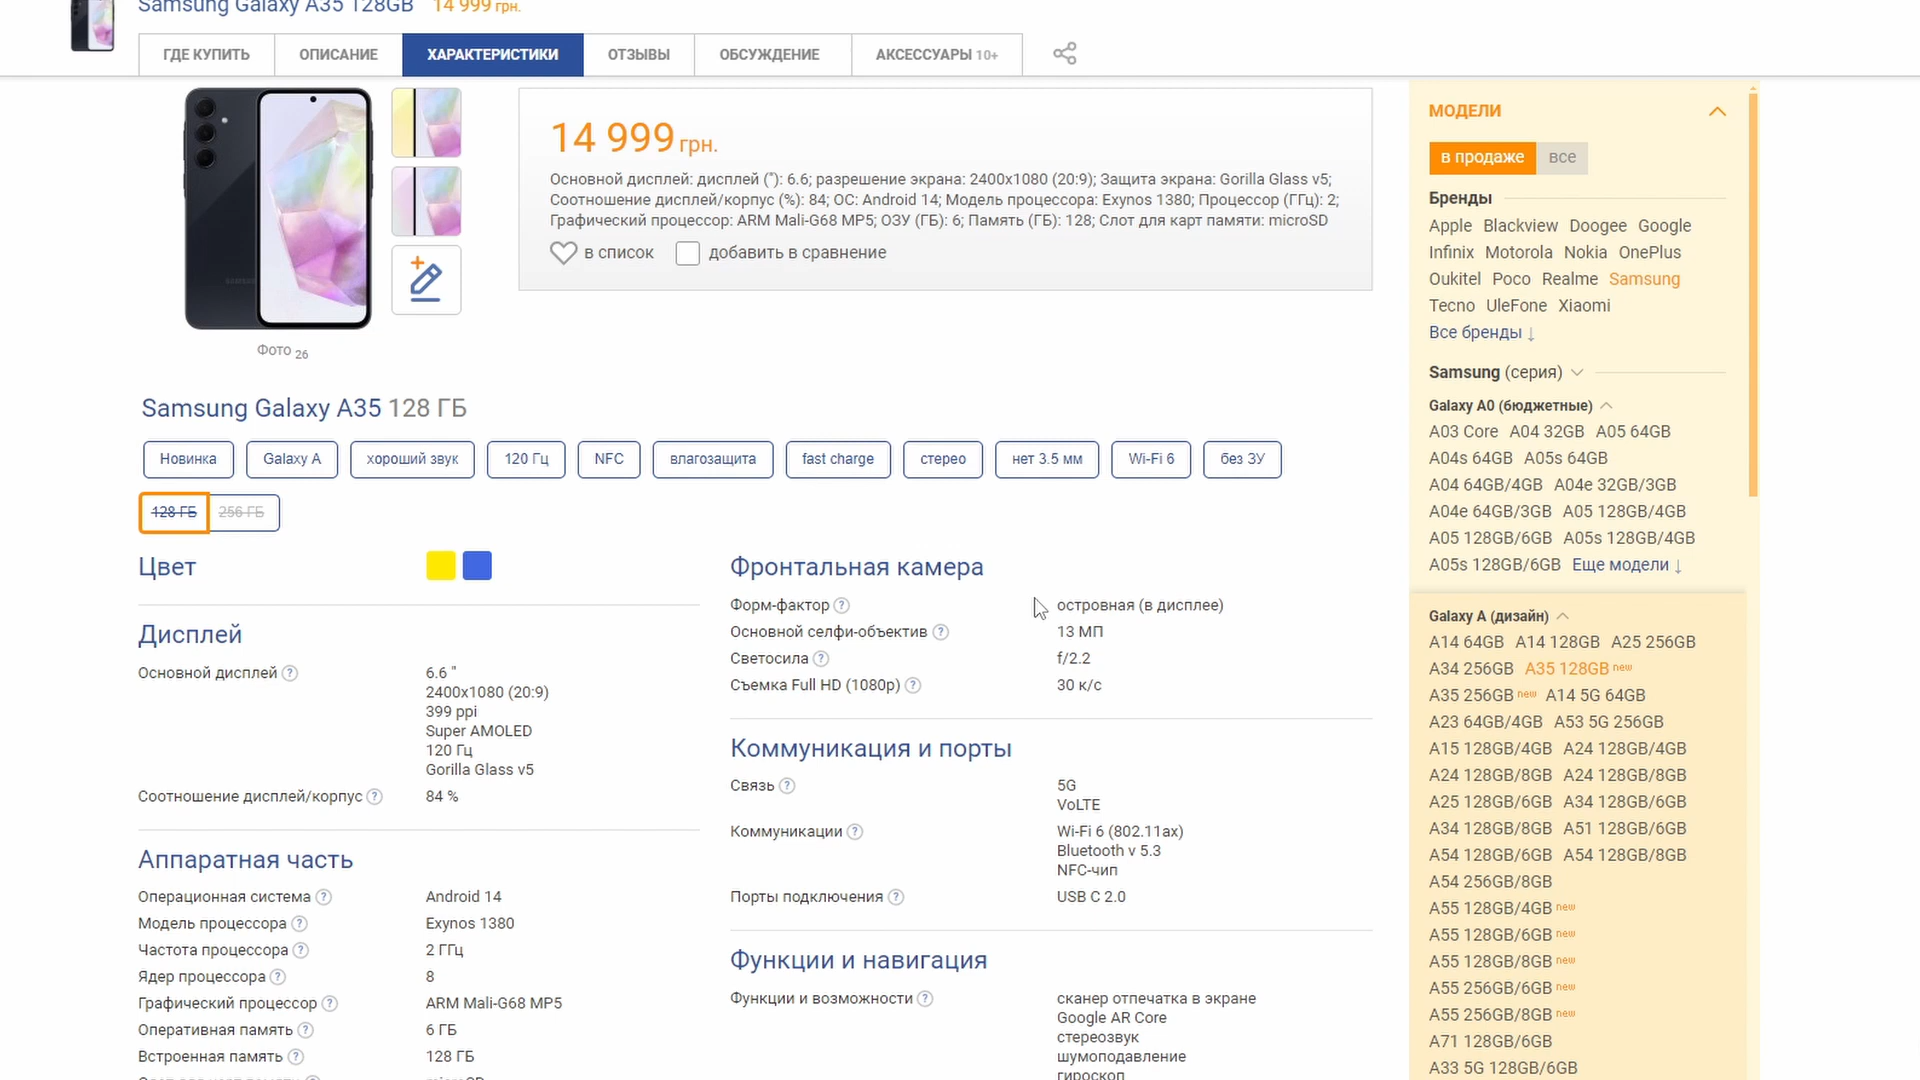 Samsung Galaxy A35 128GB 14 999 грн.
ГДЕ КУПИТЬ ОПИСАНИЕ ХАРАКТЕРИСТИКИ ОТЗЫВЫ ОБСУЖДЕНИЕ АКСЕССУАРЫ 10+
14 999 грн.
Основной дисплей: дисплей ("): 6.6; разрешение экрана: 2400x1080 (20:9); Защита экрана: Gorilla Glass v5;
Соотношение дисплей/корпус (%): 84; ОС: Android 14; Модель процессора: Exynos 1380; Процессор (ГГц): 2;
Графический процессор: ARM Mali-G68 MP5; ОЗУ (ГБ): 6; Память (ГБ): 128; Слот для карт памяти: microSD
в список добавить в сравнение
Фото 26
Samsung Galaxy A35 128 ГБ
Новинка Galaxy A хороший звук 120 Гц NFC влагозащита fast charge стерео нет 3.5 мм Wi-Fi 6 без ЗУ
128 ГБ 256 ГБ
Цвет
Дисплей
Основной дисплей ? 6.6 "
2400x1080 (20:9)
399 ppi
Super AMOLED
120 Гц
Gorilla Glass v5
Соотношение дисплей/корпус ? 84 %
Аппаратная часть
Операционная система ? Android 14
Модель процессора ? Exynos 1380
Частота процессора ? 2 ГГц
Ядер процессора ? 8
Графический процессор ? ARM Mali-G68 MP5
Оперативная память ? 6 ГБ
Встроенная память ? 128 ГБ
Фронтальная камера
Форм-фактор ? островная (в дисплее)
Основной селфи-объектив ? 13 МП
Светосила ? f/2.2
Съемка Full HD (1080p) ? 30 к/с
Коммуникация и порты
Связь ? 5G
VoLTE
Коммуникации ? Wi-Fi 6 (802.11ax)
Bluetooth v 5.3
NFC-чип
Порты подключения ? USB C 2.0
Функции и навигация
Функции и возможности ? сканер отпечатка в экране
Google AR Core
стереозвук
шумоподавление
гироскоп
МОДЕЛИ
в продаже все
Бренды
Apple Blackview Doogee Google
Infinix Motorola Nokia OnePlus
Oukitel Poco Realme Samsung
Tecno UleFone Xiaomi
Все бренды ↓
Samsung (серия)
Galaxy A0 (бюджетные)
A03 Core A04 32GB A05 64GB
A04s 64GB A05s 64GB
A04 64GB/4GB A04e 32GB/3GB
A04e 64GB/3GB A05 128GB/4GB
A05 128GB/6GB A05s 128GB/4GB
A05s 128GB/6GB Еще модели ↓
Galaxy A (дизайн)
A14 64GB A14 128GB A25 256GB
A34 256GB A35 128GB new
A35 256GB new A14 5G 64GB
A23 64GB/4GB A53 5G 256GB
A15 128GB/4GB A24 128GB/4GB
A24 128GB/8GB A24 128GB/8GB
A25 128GB/6GB A34 128GB/6GB
A34 128GB/8GB A51 128GB/6GB
A54 128GB/6GB A54 128GB/8GB
A54 256GB/8GB
A55 128GB/4GB new
A55 128GB/6GB new
A55 128GB/8GB new
A55 256GB/6GB new
A55 256GB/8GB new
A71 128GB/6GB
A33 5G 128GB/6GB